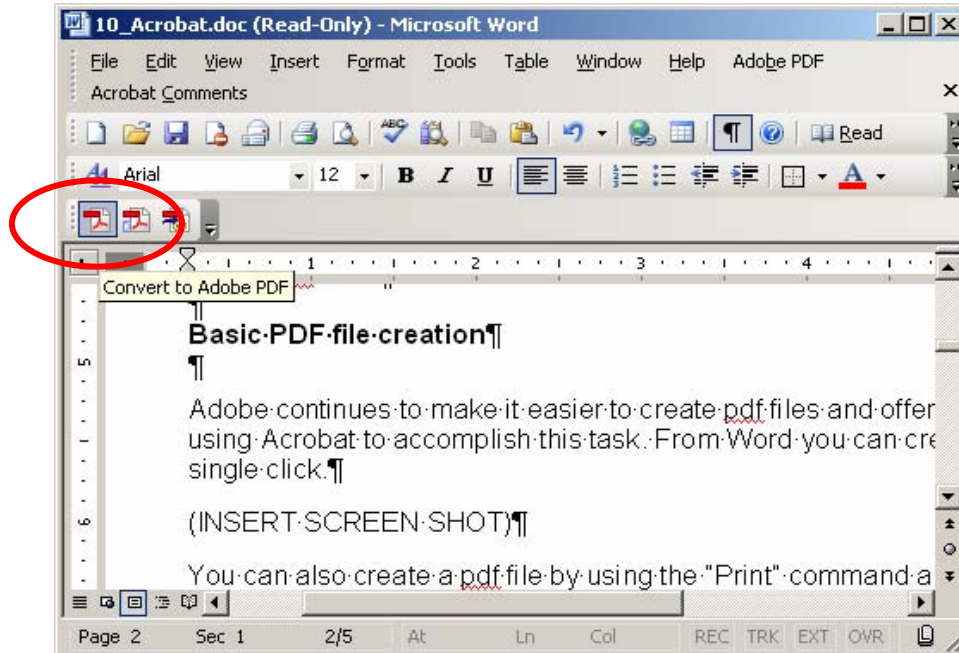 10_Acrobat.doc (Read-Only) - Microsoft Word
File Edit View Insert Format Tools Table Window Help Adobe PDF
Acrobat Comments
ABC Read
Arial 12 B I U A
1 2 3 4
Convert to Adobe PDF
¶
Basic·PDF·file·creation¶
¶
Adobe·continues·to·make·it·easier·to·create·pdf·files·and·offer
using·Acrobat·to·accomplish·this·task.·From·Word·you·can·cre
single·click.¶
(INSERT·SCREEN·SHOT)¶
You·can·also·create·a·pdf·file·by·using·the·"Print"·command·a
Page 2 Sec 1 2/5 At Ln Col REC TRK EXT OVR